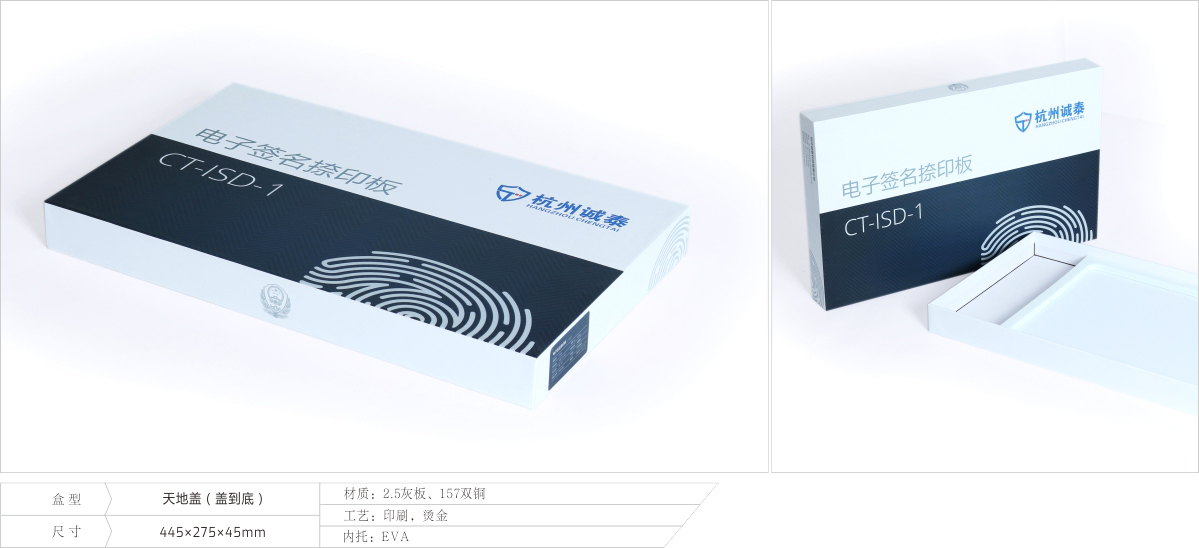 电子签名捺印板
CT-ISD-1
杭州诚泰
HANGZHOU CHENGTAI
杭州诚泰
HANGZHOU CHENGTAI
电子签名捺印板
CT-ISD-1
盒型
天地盖（盖到底）
尺寸
445×275×45mm
材质：2.5灰板、157双铜
工艺：印刷，烫金
内托：EVA